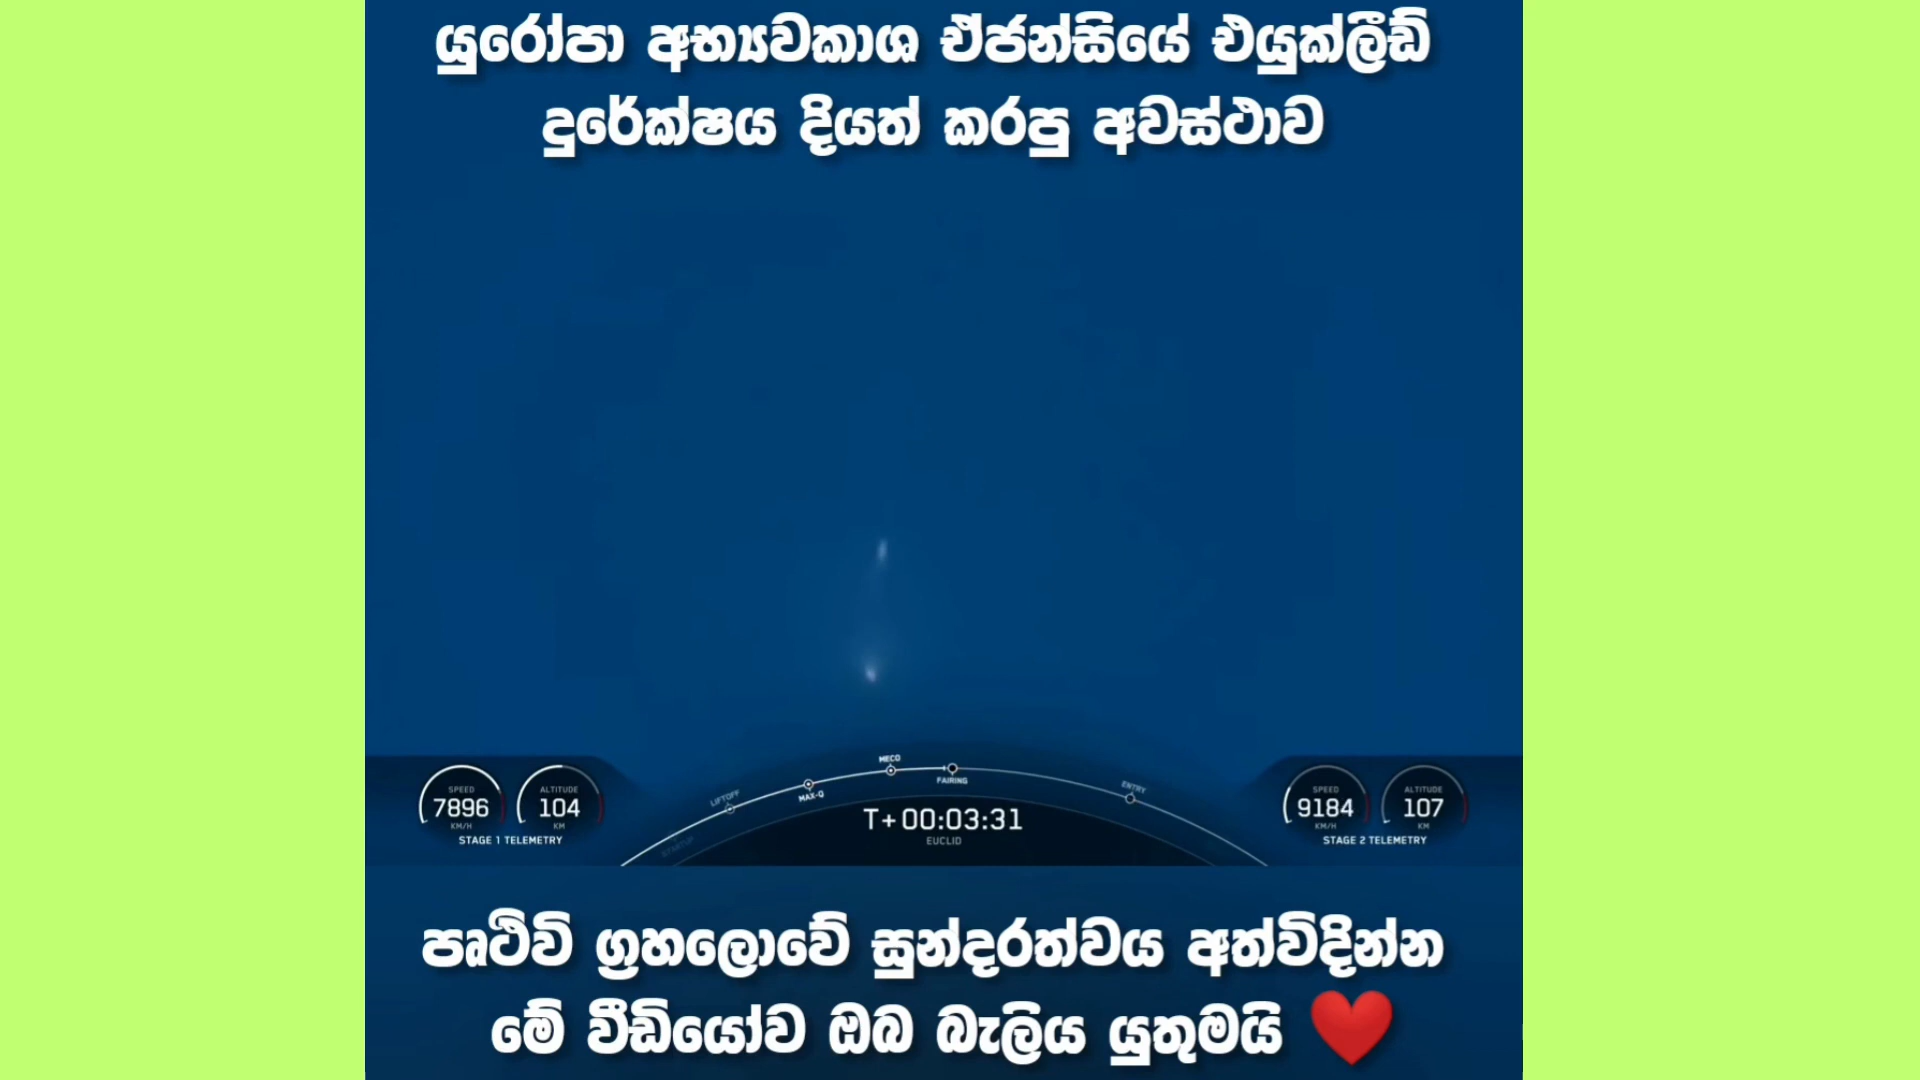 යුරෝපා අභ්‍යවකාශ ඒජන්සියේ එයුක්ලීඩ්
දුරේක්ෂය දියත් කරපු අවස්ථාව
MECO
FAIRING
LIFTOFF
MAX-Q
ENTRY
STARTUP
SPEED
7896
KM/H
ALTITUDE
104
KM
STAGE 1 TELEMETRY
T+00:03:31
EUCLID
SPEED
9184
KM/H
ALTITUDE
107
KM
STAGE 2 TELEMETRY
පෘථිවි ග්‍රහලොවේ සුන්දරත්වය අත්විදින්න
මේ වීඩියෝව ඔබ බැලිය යුතුමයි ❤️